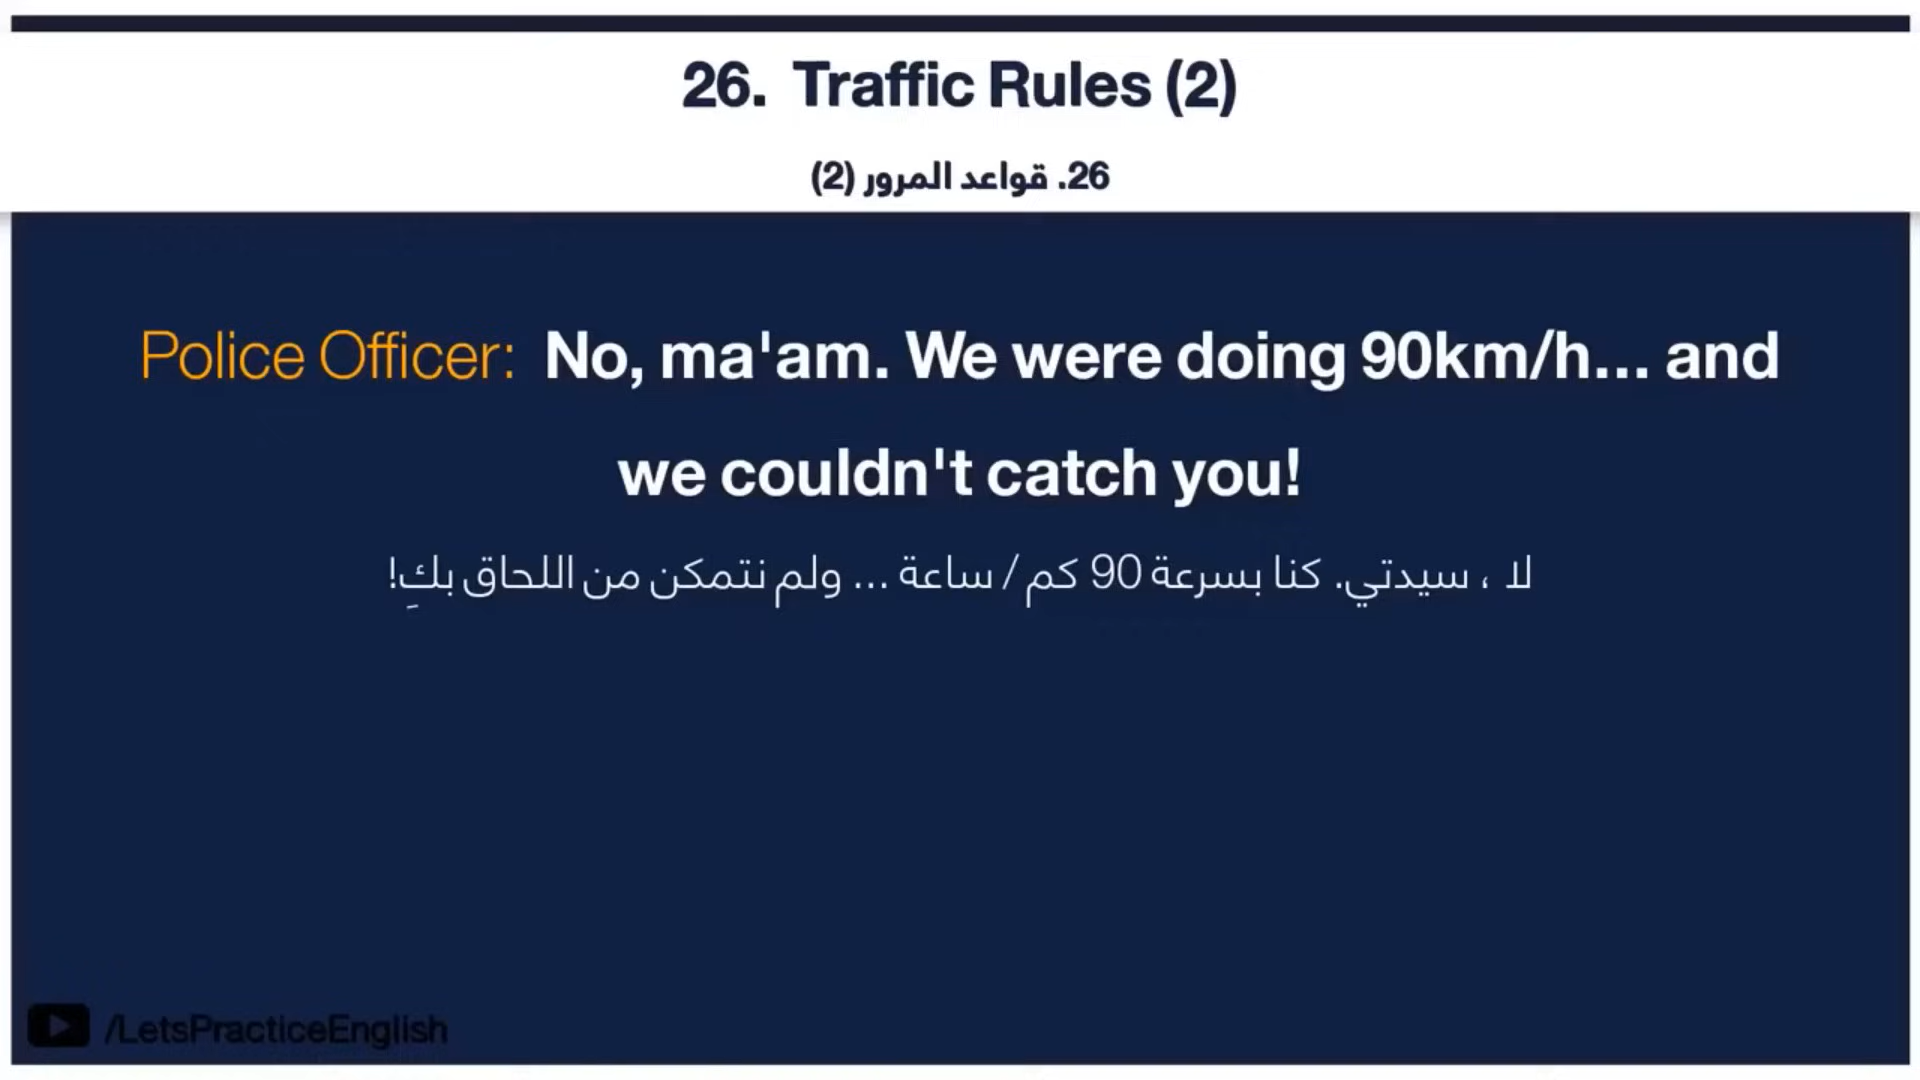 26. Traffic Rules (2)
26. قواعد المرور (2)
Police Officer: No, ma'am. We were doing 90km/h... and
we couldn't catch you!
لا ، سيدتي. كنا بسرعة 90 كم / ساعة ... ولم نتمكن من اللحاق بكِ!
/LetsPracticeEnglish